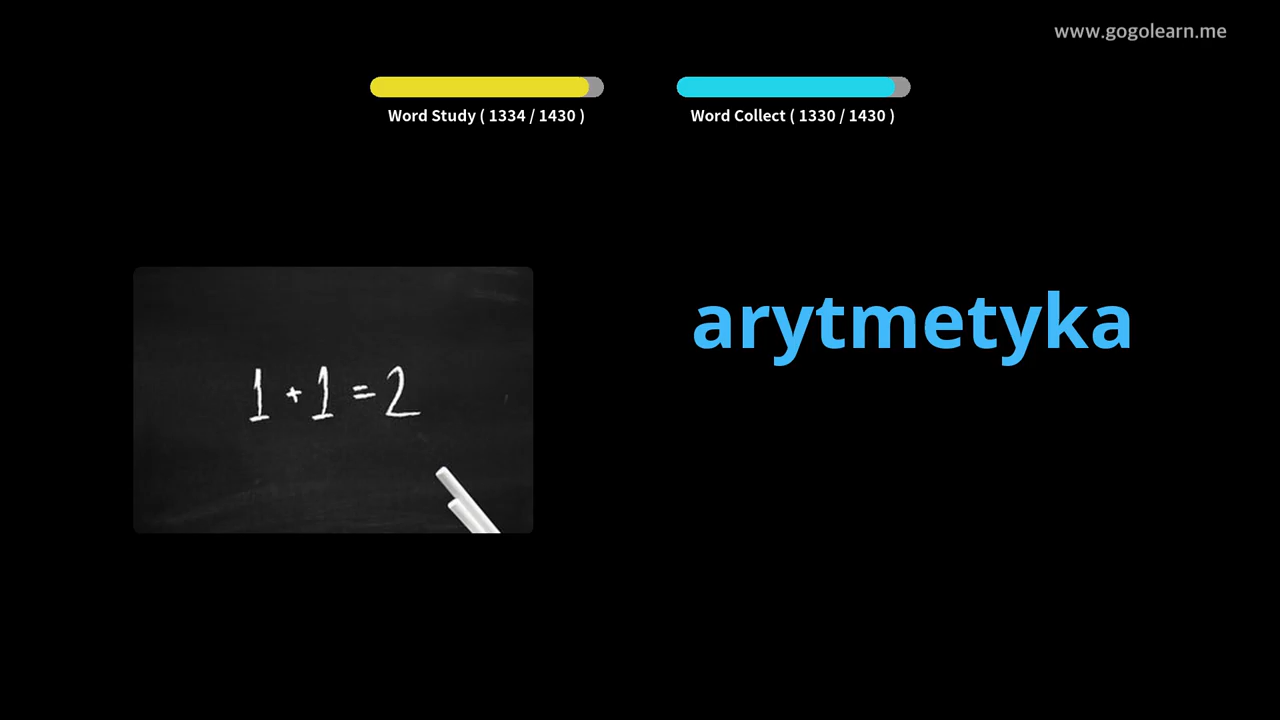 www.gogolearn.me
Word Study ( 1334 / 1430 )
Word Collect ( 1330 / 1430 )
arytmetyka
1 + 1 = 2